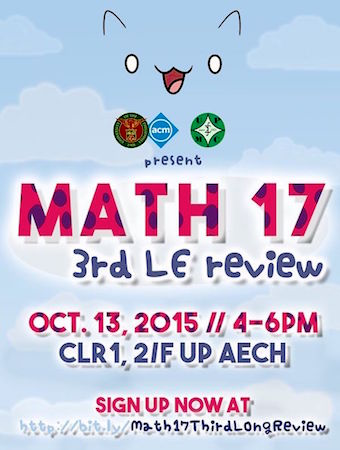 acm
present
MATH 17
3rd LE review
OCT. 13, 2015 // 4-6PM
CLR1, 2/F UP AECH
SIGN UP NOW AT
http://bit.ly/Math17ThirdLongReview